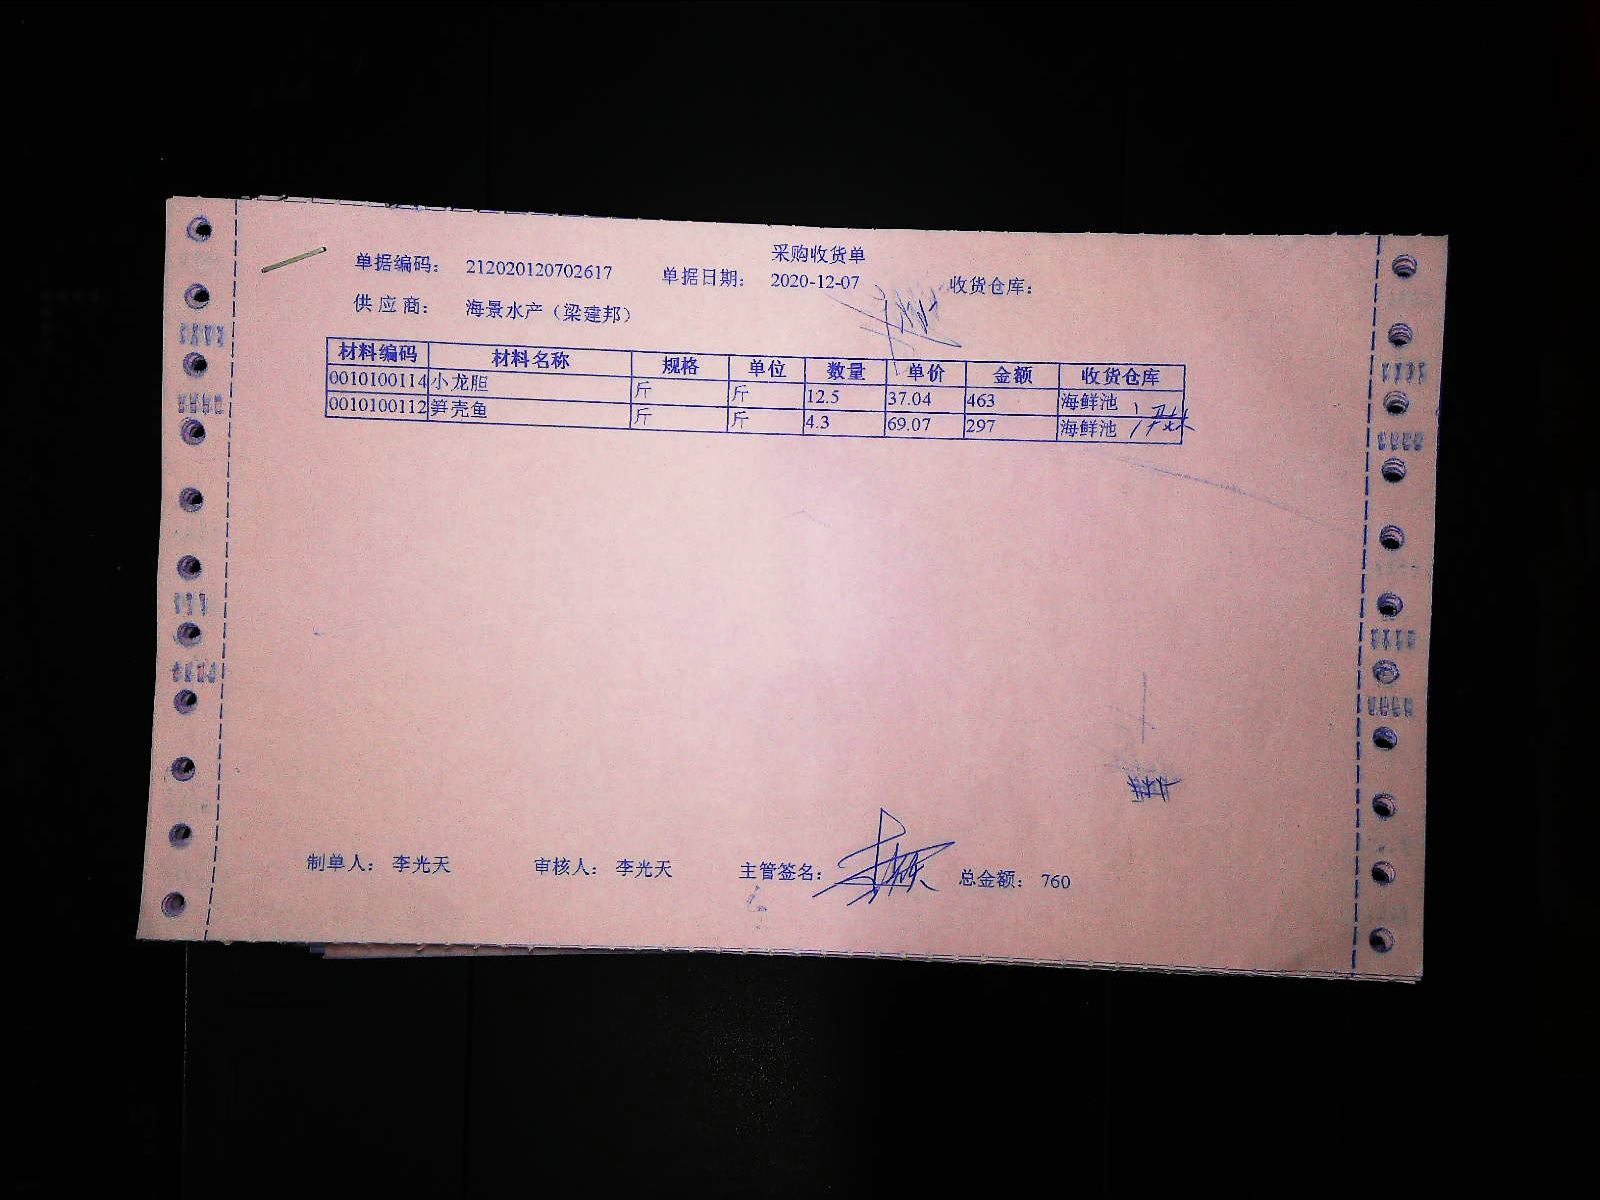 采购收货单
单据编码： 212020120702617 单据日期： 2020-12-07 收货仓库：
供 应 商： 海景水产（梁建邦）
材料编码 材料名称 规格 单位 数量 单价 金额 收货仓库
0010100114 小龙胆 斤 斤 12.5 37.04 463 海鲜池
0010100112 笋壳鱼 斤 斤 4.3 69.07 297 海鲜池
制单人： 李光天 审核人： 李光天 主管签名： 总金额： 760